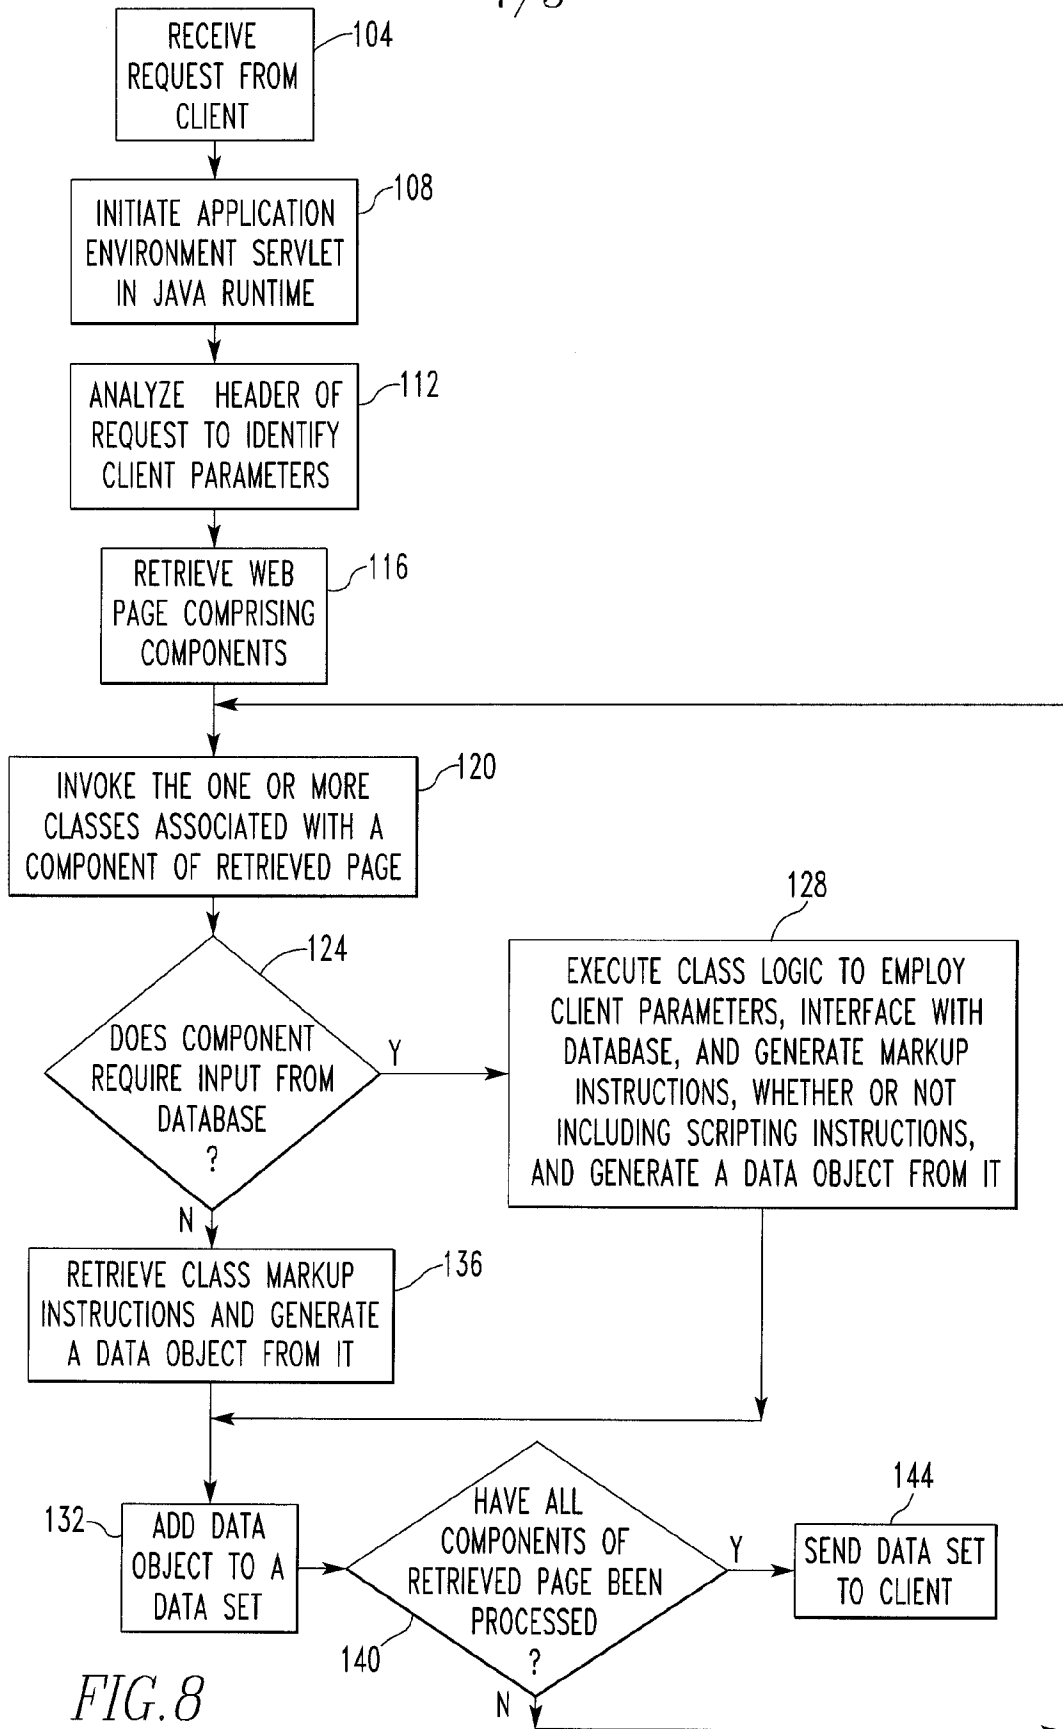 RECEIVE
REQUEST FROM
CLIENT
104
INITIATE APPLICATION
ENVIRONMENT SERVLET
IN JAVA RUNTIME
108
ANALYZE HEADER OF
REQUEST TO IDENTIFY
CLIENT PARAMETERS
112
RETRIEVE WEB
PAGE COMPRISING
COMPONENTS
116
INVOKE THE ONE OR MORE
CLASSES ASSOCIATED WITH A
COMPONENT OF RETRIEVED PAGE
120
124
DOES COMPONENT
REQUIRE INPUT FROM
DATABASE
?
Y
N
128
EXECUTE CLASS LOGIC TO EMPLOY
CLIENT PARAMETERS, INTERFACE WITH
DATABASE, AND GENERATE MARKUP
INSTRUCTIONS, WHETHER OR NOT
INCLUDING SCRIPTING INSTRUCTIONS,
AND GENERATE A DATA OBJECT FROM IT
RETRIEVE CLASS MARKUP
INSTRUCTIONS AND GENERATE
A DATA OBJECT FROM IT
136
132
ADD DATA
OBJECT TO A
DATA SET
HAVE ALL
COMPONENTS OF
RETRIEVED PAGE BEEN
PROCESSED
?
140
Y
N
144
SEND DATA SET
TO CLIENT
FIG.8